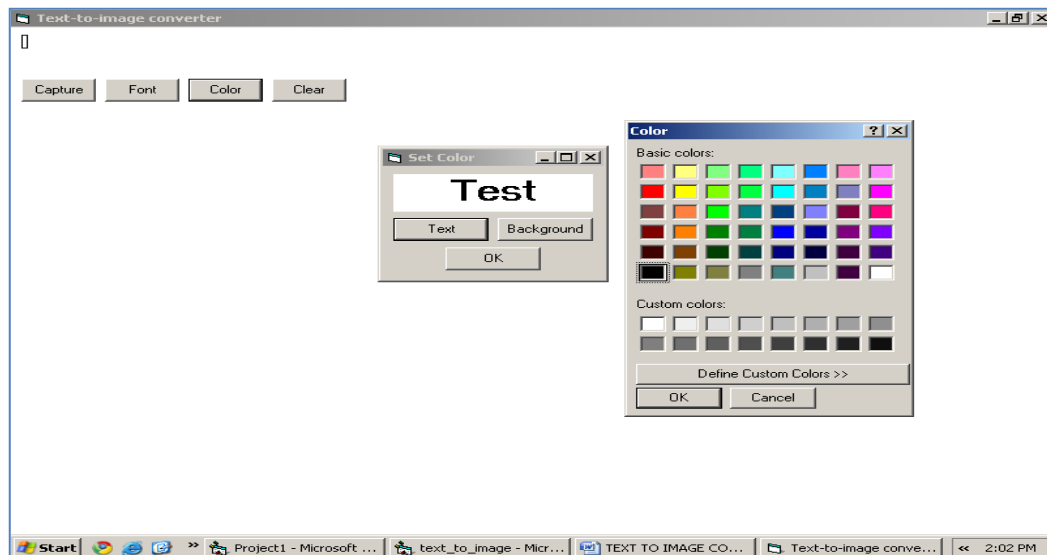 Text-to-image converter
Capture Font Color Clear
Set Color
Test
Text Background
OK
Color
Basic colors:
Custom colors:
Define Custom Colors >>
OK Cancel
Start » Project1 - Microsoft ... text_to_image - Micr... TEXT TO IMAGE CO... Text-to-image conve... « 2:02 PM